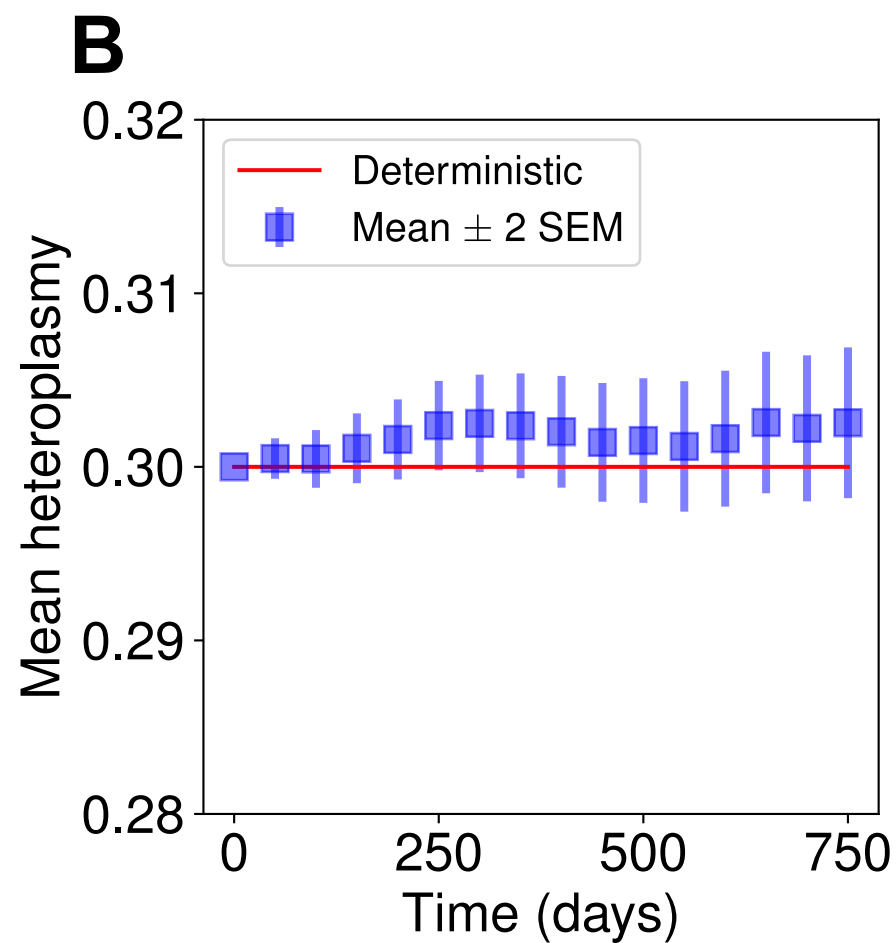 B
0.32
0.31
0.30
0.29
0.28
Mean heteroplasmy
Deterministic
Mean ± 2 SEM
0 250 500 750
Time (days)